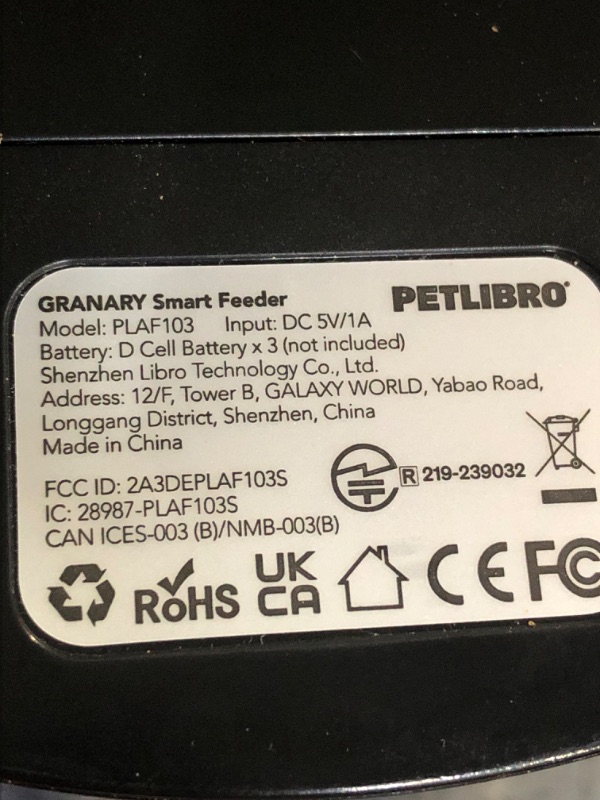 GRANARY Smart Feeder
PETLIBRO®
Model: PLAF103 Input: DC 5V/1A
Battery: D Cell Battery x 3 (not included)
Shenzhen Libro Technology Co., Ltd.
Address: 12/F, Tower B, GALAXY WORLD, Yabao Road,
Longgang District, Shenzhen, China
Made in China
FCC ID: 2A3DEPLAF103S
R 219-239032
IC: 28987-PLAF103S
CAN ICES-003 (B)/NMB-003(B)
RoHS
UK
CA
CE
FC